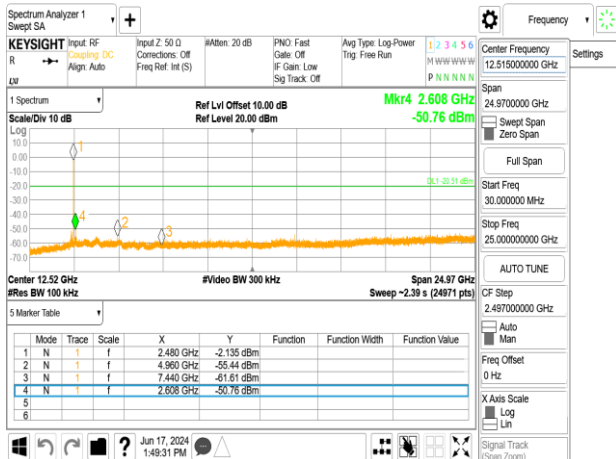 Spectrum Analyzer 1
Swept SA
+
Frequency
KEYSIGHT Input: RF Input Z: 50 Ω #Atten: 20 dB PNO: Fast Avg Type: Log-Power 1 2 3 4 5 6
R Coupling: DC Corrections: Off Gate: Off Trig: Free Run M W W W W W
Align: Auto Freq Ref: Int (S) IF Gain: Low
Sig Track: Off P N N N N N
LXI
Center Frequency
12.515000000 GHz
Settings
Span
24.9700000 GHz
Swept Span
Zero Span
Full Span
Start Freq
30.000000 MHz
Stop Freq
25.000000000 GHz
AUTO TUNE
CF Step
2.497000000 GHz
Auto
Man
Freq Offset
0 Hz
X Axis Scale
Log
Lin
Signal Track
(Span Zoom)
1 Spectrum Ref Lvl Offset 10.00 dB Mkr4 2.608 GHz
Scale/Div 10 dB Ref Level 20.00 dBm -50.76 dBm
Log
10.0
0.00
-10.0
-20.0
-30.0
-40.0
-50.0
-60.0
-70.0
1
DL1 -20.51 dBm
4
2
3
Center 12.52 GHz #Video BW 300 kHz Span 24.97 GHz
#Res BW 100 kHz Sweep ~2.39 s (24971 pts)
5 Marker Table
Mode Trace Scale X Y Function Function Width Function Value
1 N 1 f 2.480 GHz -2.135 dBm
2 N 1 f 4.960 GHz -55.44 dBm
3 N 1 f 7.440 GHz -61.61 dBm
4 N 1 f 2.608 GHz -50.76 dBm
5
6
?
Jun 17, 2024
1:49:31 PM